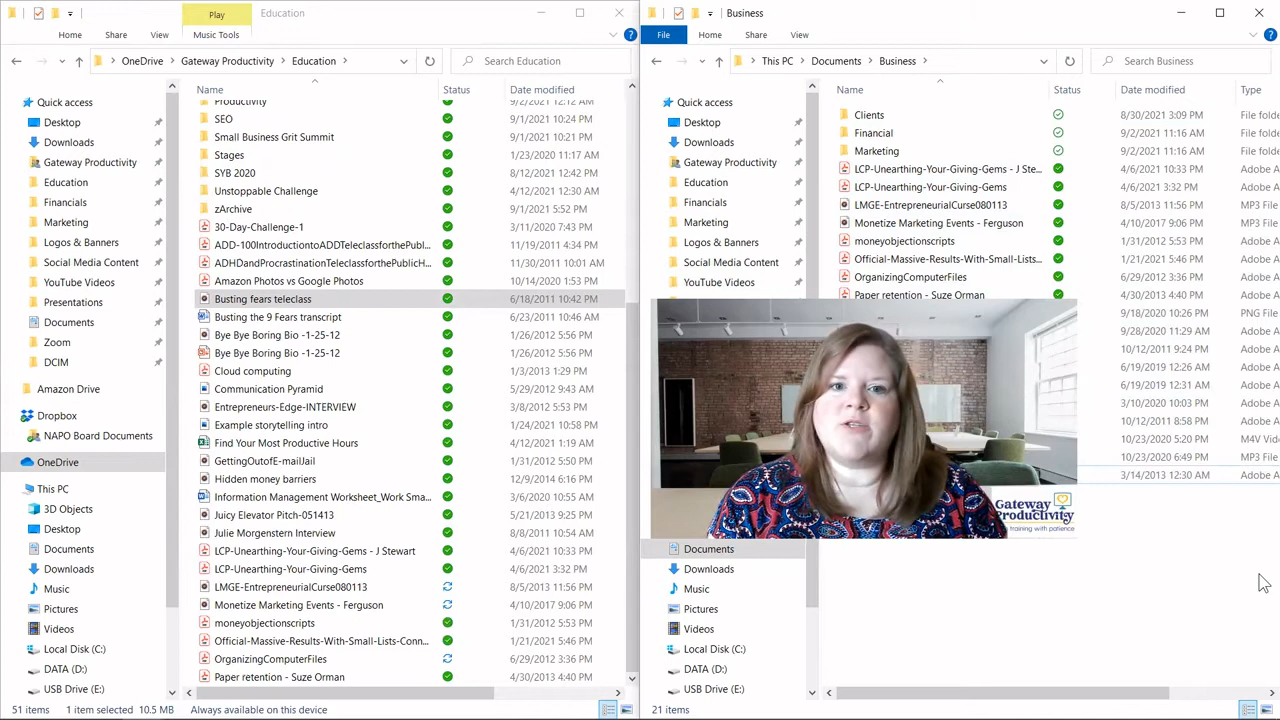 Play
Education
Home
Share
View
Music Tools
OneDrive
Gateway Productivity
Education
Search Education
Quick access
Desktop
Downloads
Gateway Productivity
Education
Financials
Marketing
Logos & Banners
Social Media Content
YouTube Videos
Presentations
Documents
Zoom
DCIM
Amazon Drive
Dropbox
NAPO Board Documents
OneDrive
This PC
3D Objects
Desktop
Documents
Downloads
Music
Pictures
Videos
Local Disk (C:)
DATA (D:)
USB Drive (E:)
Name Status Date modified
Productivity 9/2/2021 12:12 AM
SEO 9/1/2021 10:24 PM
Small Business Grit Summit 9/1/2021 10:21 PM
Stages 1/23/2020 11:17 AM
SYB 2020 8/12/2021 12:42 PM
Unstoppable Challenge 4/12/2021 12:30 AM
zArchive 9/1/2021 5:52 PM
30-Day-Challenge-1 3/11/2020 7:43 PM
ADD-100IntroductiontoADDTeleclassforthePubl... 11/19/2011 4:34 PM
ADHDandProcrastinationTeleclassforthePublicH... 11/30/2011 10:01 AM
Amazon Photos vs Google Photos 10/14/2020 1:53 PM
Busting fears teleclass 6/18/2011 10:42 PM
Busting the 9 Fears transcript 6/23/2011 10:46 AM
Bye Bye Boring Bio -1-25-12 1/26/2012 5:56 PM
Bye Bye Boring Bio -1-25-12 1/26/2012 5:56 PM
Cloud computing 1/3/2013 1:29 PM
Communication Pyramid 5/29/2012 9:43 AM
Entrepreneurs-Edge-INTERVIEW 3/8/2012 5:53 PM
Example storytelling intro 1/24/2021 10:58 PM
Find Your Most Productive Hours 4/12/2021 1:19 AM
GettingOutofE-mailJail 1/31/2012 5:50 PM
Hidden money barriers 12/9/2014 6:16 PM
Information Management Worksheet_Work Sma... 3/6/2020 10:55 AM
Juicy Elevator Pitch-051413 5/21/2013 9:25 PM
Julie Morgenstern Interview 8/8/2011 10:54 AM
LCP-Unearthing-Your-Giving-Gems - J Stewart 4/6/2021 10:33 PM
LCP-Unearthing-Your-Giving-Gems 4/6/2021 3:32 PM
LMGE-EntrepreneurialCurse080113 8/5/2013 11:56 PM
Monetize Marketing Events - Ferguson 4/10/2017 9:06 PM
moneyobjectionscripts 1/31/2012 5:53 PM
Official-Massive-Results-With-Small-Lists-Conn... 1/21/2021 5:46 PM
OrganizingComputerFiles 6/29/2012 3:36 PM
Paper retention - Suze Orman 4/30/2013 4:40 PM
51 items 1 item selected 10.5 MB Always available on this device
Business
File
Home
Share
View
This PC
Documents
Business
Search Business
Quick access
Desktop
Downloads
Gateway Productivity
Education
Financials
Marketing
Logos & Banners
Social Media Content
YouTube Videos
Documents
Downloads
Music
Pictures
Videos
Local Disk (C:)
DATA (D:)
USB Drive (E:)
Name Status Date modified Type
Clients 8/30/2021 3:09 PM File folde
Financial 9/2/2021 11:16 AM File folde
Marketing 9/2/2021 11:16 AM File folde
LCP-Unearthing-Your-Giving-Gems - J Ste... 4/6/2021 10:33 PM Adobe A
LCP-Unearthing-Your-Giving-Gems 4/6/2021 3:32 PM Adobe A
LMGE-EntrepreneurialCurse080113 8/5/2013 11:56 PM MP3 File
Monetize Marketing Events - Ferguson 4/10/2017 9:06 PM MP3 File
moneyobjectionscripts 1/31/2012 5:53 PM Adobe A
Official-Massive-Results-With-Small-Lists... 1/21/2021 5:46 PM Adobe A
OrganizingComputerFiles 6/29/2012 3:36 PM Adobe A
Paper retention - Suze Orman 4/30/2013 4:40 PM Adobe A
9/18/2020 10:26 PM PNG File
9/28/2020 11:29 AM Adobe A
10/12/2011 9:24 PM Adobe A
6/19/2019 12:26 AM Adobe A
6/19/2019 12:31 AM Adobe A
3/10/2020 10:03 PM Adobe A
10/12/2011 8:58 PM Adobe A
10/23/2020 5:20 PM M4V Video
10/23/2020 6:49 PM MP3 File
3/14/2013 12:30 AM Adobe A
Gateway
Productivity
training with patience
21 items